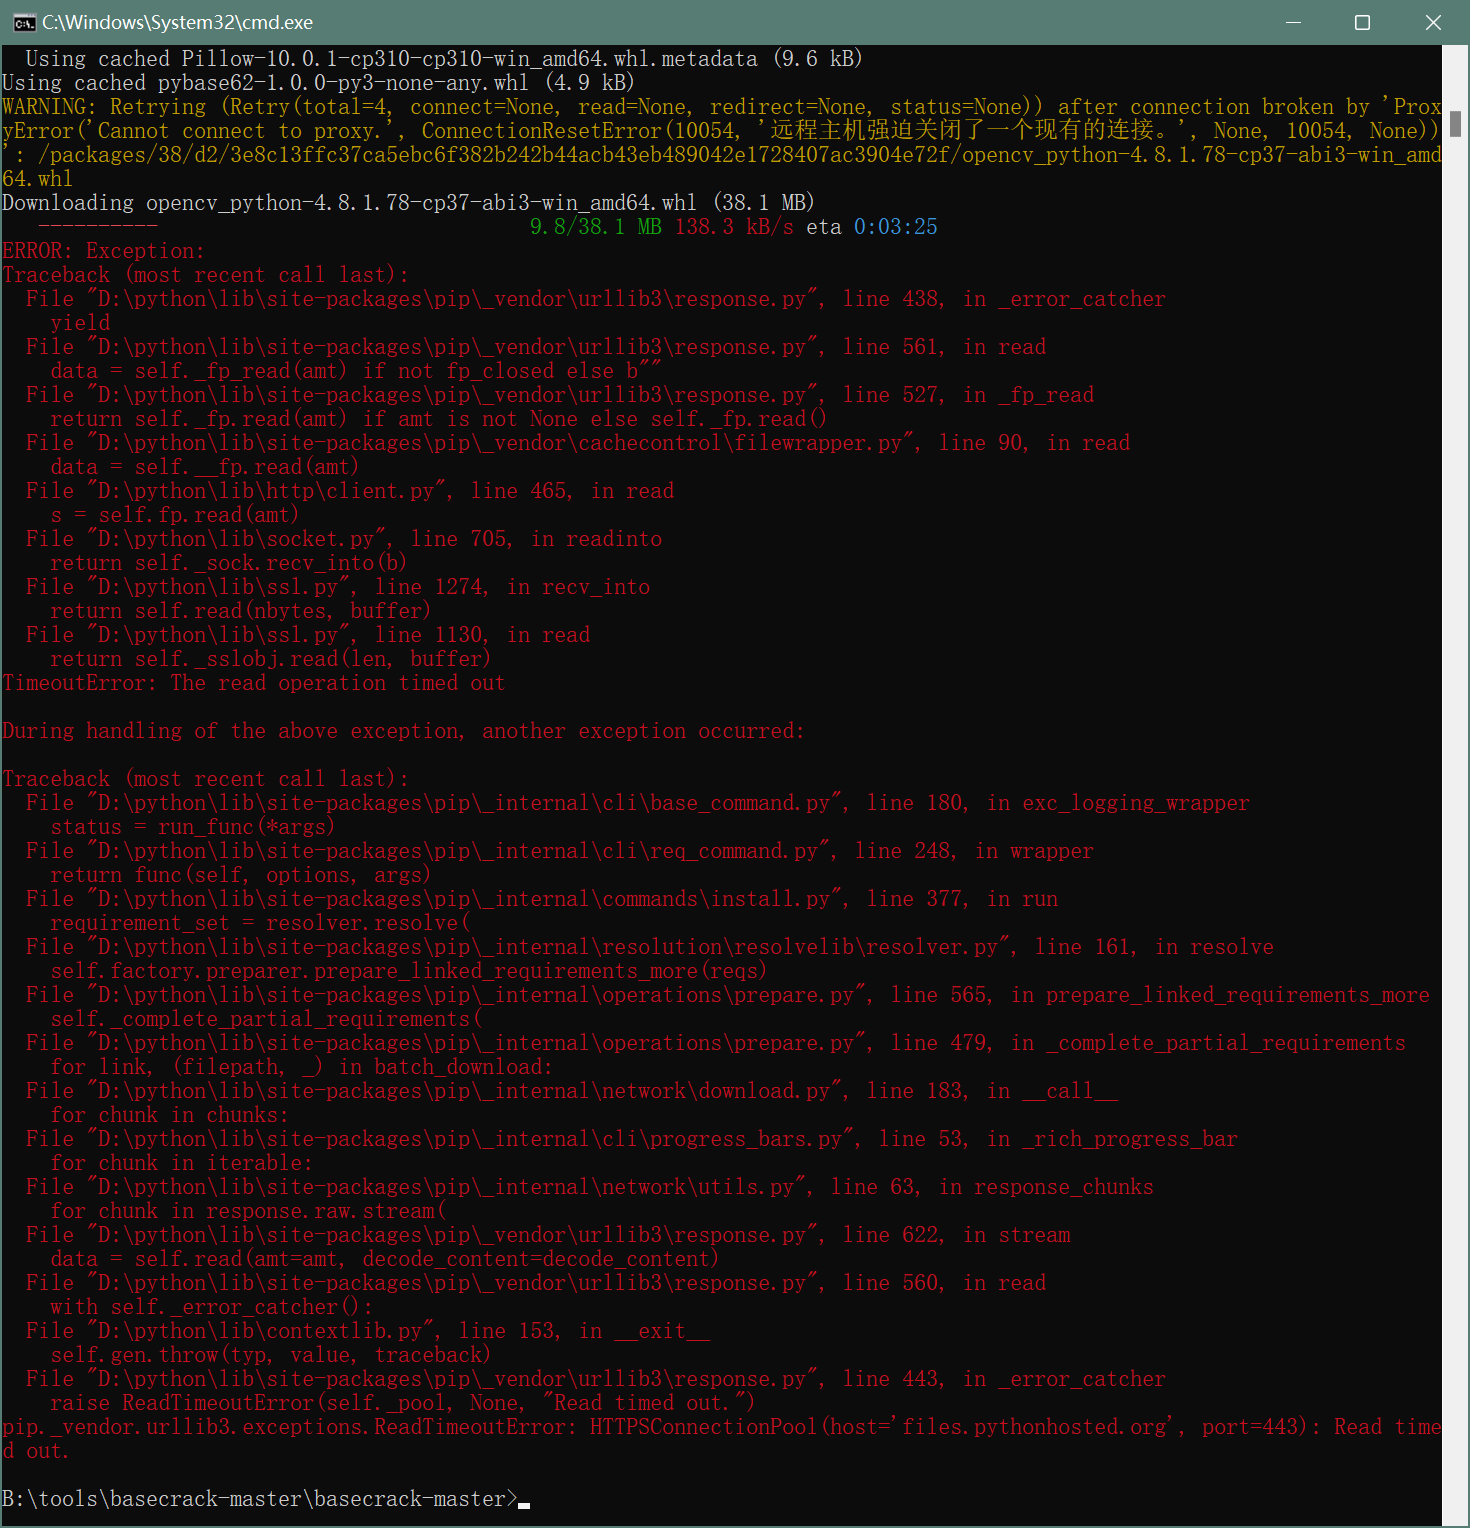 C:\Windows\System32\cmd.exe
  Using cached Pillow-10.0.1-cp310-cp310-win_amd64.whl.metadata (9.6 kB)
Using cached pybase62-1.0.0-py3-none-any.whl (4.9 kB)
WARNING: Retrying (Retry(total=4, connect=None, read=None, redirect=None, status=None)) after connection broken by 'Prox
yError('Cannot connect to proxy.', ConnectionResetError(10054, '远程主机强迫关闭了一个现有的连接。', None, 10054, None))
': /packages/38/d2/3e8c13ffc37ca5ebc6f382b242b44acb43eb489042e1728407ac3904e72f/opencv_python-4.8.1.78-cp37-abi3-win_amd
64.whl
Downloading opencv_python-4.8.1.78-cp37-abi3-win_amd64.whl (38.1 MB)
   ---------- 9.8/38.1 MB 138.3 kB/s eta 0:03:25
ERROR: Exception:
Traceback (most recent call last):
  File "D:\python\lib\site-packages\pip\_vendor\urllib3\response.py", line 438, in _error_catcher
    yield
  File "D:\python\lib\site-packages\pip\_vendor\urllib3\response.py", line 561, in read
    data = self._fp_read(amt) if not fp_closed else b""
  File "D:\python\lib\site-packages\pip\_vendor\urllib3\response.py", line 527, in _fp_read
    return self._fp.read(amt) if amt is not None else self._fp.read()
  File "D:\python\lib\site-packages\pip\_vendor\cachecontrol\filewrapper.py", line 90, in read
    data = self.__fp.read(amt)
  File "D:\python\lib\http\client.py", line 465, in read
    s = self.fp.read(amt)
  File "D:\python\lib\socket.py", line 705, in readinto
    return self._sock.recv_into(b)
  File "D:\python\lib\ssl.py", line 1274, in recv_into
    return self.read(nbytes, buffer)
  File "D:\python\lib\ssl.py", line 1130, in read
    return self._sslobj.read(len, buffer)
TimeoutError: The read operation timed out

During handling of the above exception, another exception occurred:

Traceback (most recent call last):
  File "D:\python\lib\site-packages\pip\_internal\cli\base_command.py", line 180, in exc_logging_wrapper
    status = run_func(*args)
  File "D:\python\lib\site-packages\pip\_internal\cli\req_command.py", line 248, in wrapper
    return func(self, options, args)
  File "D:\python\lib\site-packages\pip\_internal\commands\install.py", line 377, in run
    requirement_set = resolver.resolve(
  File "D:\python\lib\site-packages\pip\_internal\resolution\resolvelib\resolver.py", line 161, in resolve
    self.factory.preparer.prepare_linked_requirements_more(reqs)
  File "D:\python\lib\site-packages\pip\_internal\operations\prepare.py", line 565, in prepare_linked_requirements_more
    self._complete_partial_requirements(
  File "D:\python\lib\site-packages\pip\_internal\operations\prepare.py", line 479, in _complete_partial_requirements
    for link, (filepath, _) in batch_download:
  File "D:\python\lib\site-packages\pip\_internal\network\download.py", line 183, in __call__
    for chunk in chunks:
  File "D:\python\lib\site-packages\pip\_internal\cli\progress_bars.py", line 53, in _rich_progress_bar
    for chunk in iterable:
  File "D:\python\lib\site-packages\pip\_internal\network\utils.py", line 63, in response_chunks
    for chunk in response.raw.stream(
  File "D:\python\lib\site-packages\pip\_vendor\urllib3\response.py", line 622, in stream
    data = self.read(amt=amt, decode_content=decode_content)
  File "D:\python\lib\site-packages\pip\_vendor\urllib3\response.py", line 560, in read
    with self._error_catcher():
  File "D:\python\lib\contextlib.py", line 153, in __exit__
    self.gen.throw(typ, value, traceback)
  File "D:\python\lib\site-packages\pip\_vendor\urllib3\response.py", line 443, in _error_catcher
    raise ReadTimeoutError(self._pool, None, "Read timed out.")
pip._vendor.urllib3.exceptions.ReadTimeoutError: HTTPSConnectionPool(host='files.pythonhosted.org', port=443): Read time
d out.

B:\tools\basecrack-master\basecrack-master>